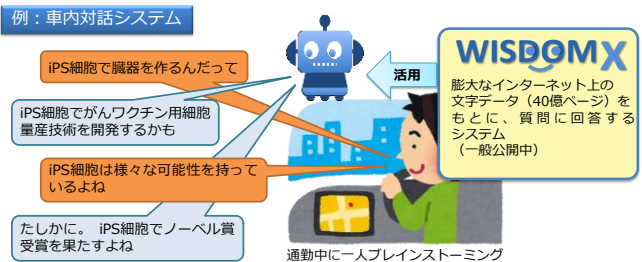 例：車内対話システム
iPS細胞で臓器を作るんだって
iPS細胞でがんワクチン用細胞
量産技術を開発するかも
iPS細胞は様々な可能性を持って
いるよね
たしかに。 iPS細胞でノーベル賞
受賞を果たすよね
活用
WISDOM X
膨大なインターネット上の
文字データ（40億ページ）を
もとに、質問に回答する
システム
（一般公開中）
通勤中に一人ブレインストーミング